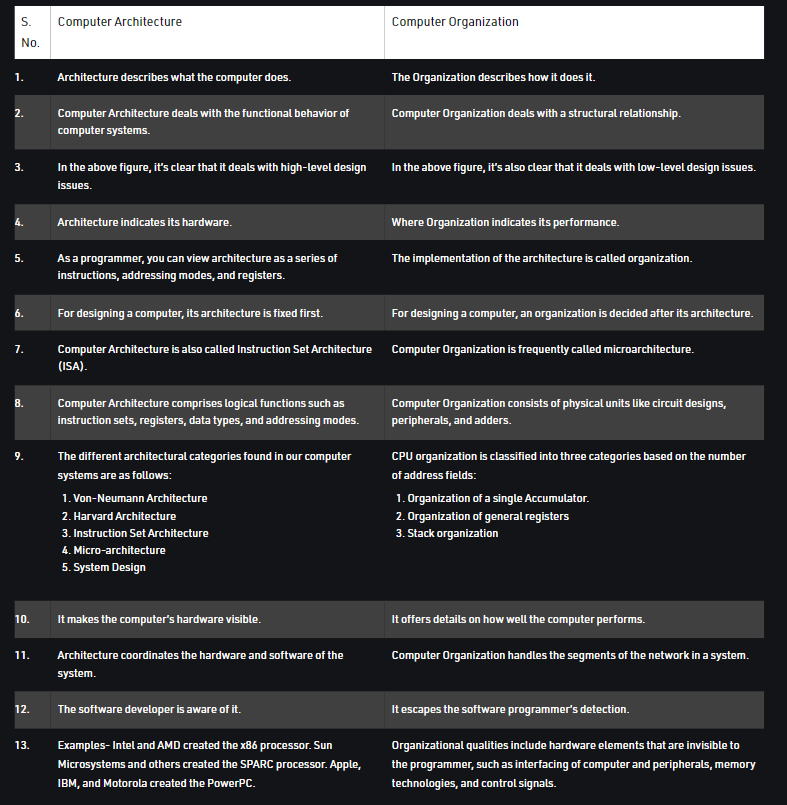 S. No. Computer Architecture Computer Organization
1. Architecture describes what the computer does. The Organization describes how it does it.
2. Computer Architecture deals with the functional behavior of
computer systems.
Computer Organization deals with a structural relationship.
3. In the above figure, it's clear that it deals with high-level design
issues.
In the above figure, it's also clear that it deals with low-level design issues.
4. Architecture indicates its hardware. Where Organization indicates its performance.
5. As a programmer, you can view architecture as a series of
instructions, addressing modes, and registers.
The implementation of the architecture is called organization.
6. For designing a computer, its architecture is fixed first. For designing a computer, an organization is decided after its architecture.
7. Computer Architecture is also called Instruction Set Architecture
(ISA).
Computer Organization is frequently called microarchitecture.
8. Computer Architecture comprises logical functions such as
instruction sets, registers, data types, and addressing modes.
Computer Organization consists of physical units like circuit designs,
peripherals, and adders.
9. The different architectural categories found in our computer
systems are as follows:
1. Von-Neumann Architecture
2. Harvard Architecture
3. Instruction Set Architecture
4. Micro-architecture
5. System Design
CPU organization is classified into three categories based on the number
of address fields:
1. Organization of a single Accumulator.
2. Organization of general registers
3. Stack organization
10. It makes the computer's hardware visible. It offers details on how well the computer performs.
11. Architecture coordinates the hardware and software of the
system.
Computer Organization handles the segments of the network in a system.
12. The software developer is aware of it. It escapes the software programmer's detection.
13. Examples- Intel and AMD created the x86 processor. Sun
Microsystems and others created the SPARC processor. Apple,
IBM, and Motorola created the PowerPC.
Organizational qualities include hardware elements that are invisible to
the programmer, such as interfacing of computer and peripherals, memory
technologies, and control signals.